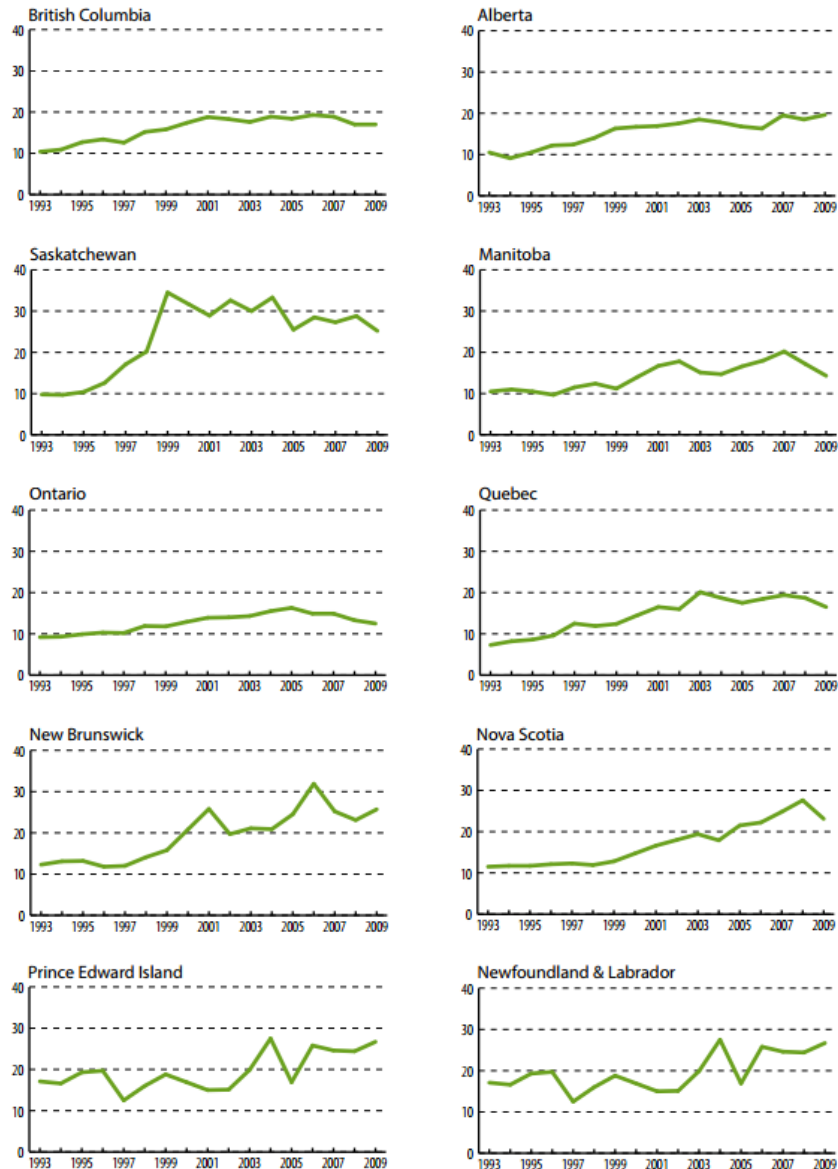 British Columbia
40
30
20
10
0
1993 1995 1997 1999 2001 2003 2005 2007 2009
Alberta
40
30
20
10
0
1993 1995 1997 1999 2001 2003 2005 2007 2009
Saskatchewan
40
30
20
10
0
1993 1995 1997 1999 2001 2003 2005 2007 2009
Manitoba
40
30
20
10
0
1993 1995 1997 1999 2001 2003 2005 2007 2009
Ontario
40
30
20
10
0
1993 1995 1997 1999 2001 2003 2005 2007 2009
Quebec
40
30
20
10
0
1993 1995 1997 1999 2001 2003 2005 2007 2009
New Brunswick
40
30
20
10
0
1993 1995 1997 1999 2001 2003 2005 2007 2009
Nova Scotia
40
30
20
10
0
1993 1995 1997 1999 2001 2003 2005 2007 2009
Prince Edward Island
40
30
20
10
0
1993 1995 1997 1999 2001 2003 2005 2007 2009
Newfoundland & Labrador
40
30
20
10
0
1993 1995 1997 1999 2001 2003 2005 2007 2009